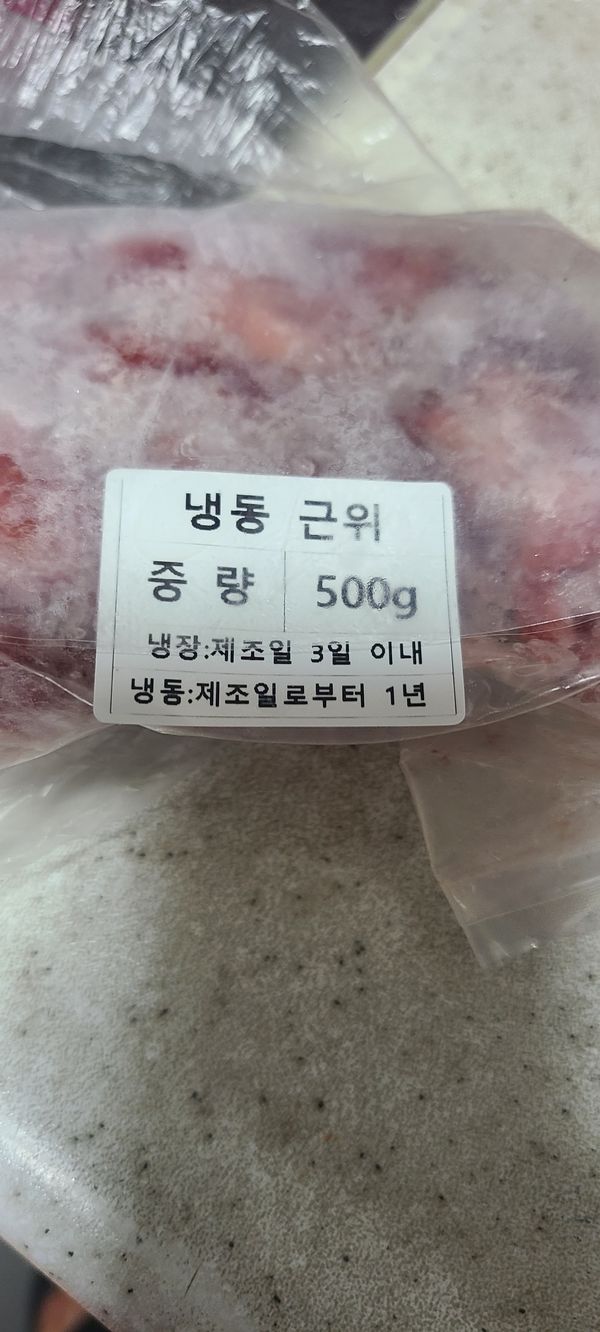 냉동 근위
중 량 500g
냉장:제조일 3일 이내
냉동:제조일로부터 1년